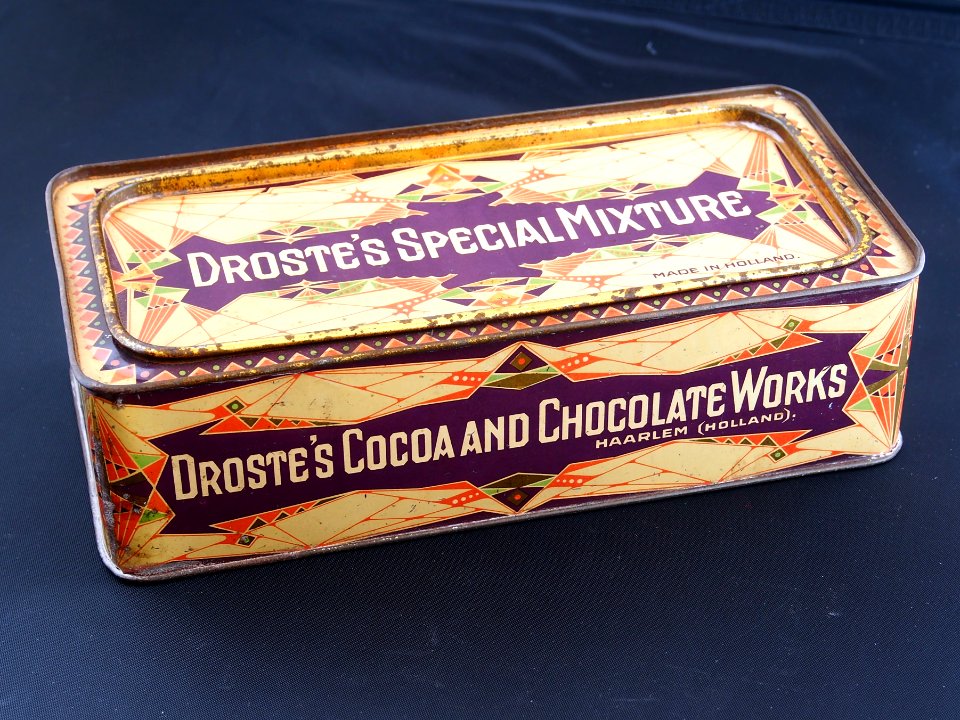 DROSTE'S SPECIAL MIXTURE
MADE IN HOLLAND.
DROSTE'S COCOA AND CHOCOLATE WORKS
HAARLEM (HOLLAND).